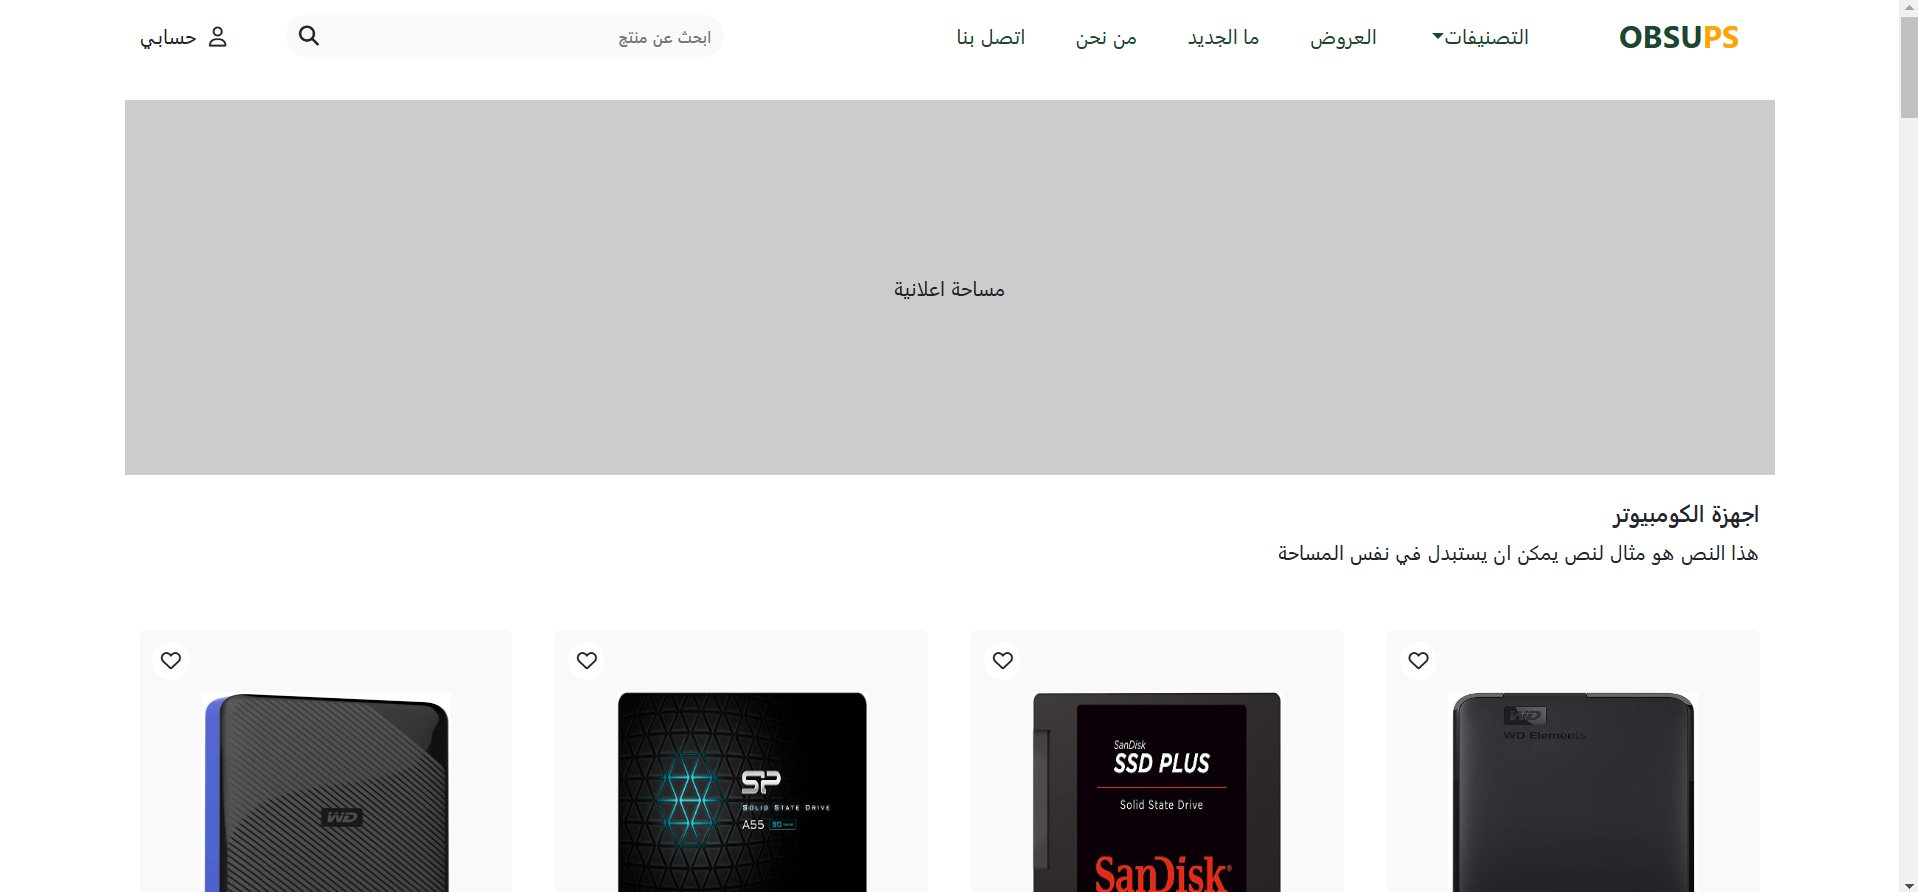 OBSUPS
التصنيفات
العروض
ما الجديد
من نحن
اتصل بنا
ابحث عن منتج
حسابي
مساحة اعلانية
اجهزة الكومبيوتر
هذا النص هو مثال لنص يمكن ان يستبدل في نفس المساحة
WD
WD Elements
SanDisk
SSD PLUS
Solid State Drive
SanDisk
SP
SOLID STATE DRIVE
A55
WD